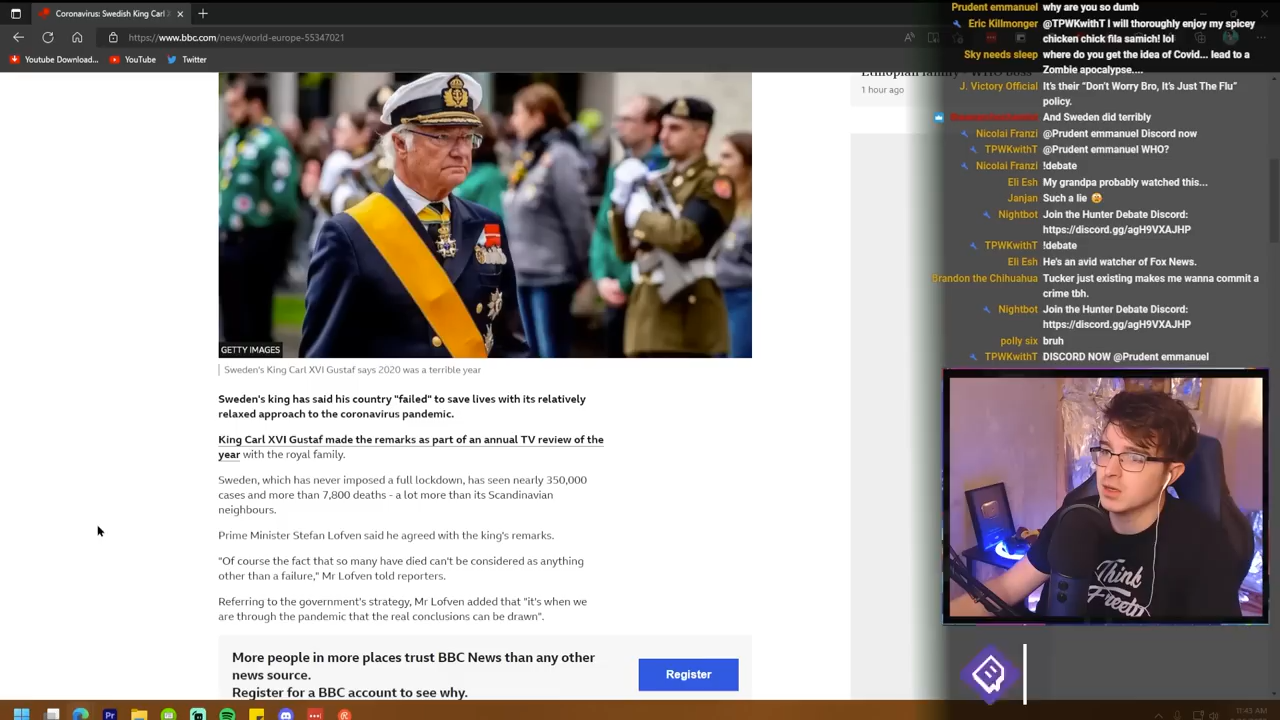 Coronavirus: Swedish King Carl X
https://www.bbc.com/news/world-europe-55347021
Youtube Download...
YouTube
Twitter
1 hour ago
GETTY IMAGES
Sweden's King Carl XVI Gustaf says 2020 was a terrible year
Sweden's king has said his country "failed" to save lives with its relatively
relaxed approach to the coronavirus pandemic.
King Carl XVI Gustaf made the remarks as part of an annual TV review of the
year with the royal family.
Sweden, which has never imposed a full lockdown, has seen nearly 350,000
cases and more than 7,800 deaths - a lot more than its Scandinavian
neighbours.
Prime Minister Stefan Lofven said he agreed with the king's remarks.
"Of course the fact that so many have died can't be considered as anything
other than a failure," Mr Lofven told reporters.
Referring to the government's strategy, Mr Lofven added that "it's when we
are through the pandemic that the real conclusions can be drawn".
More people in more places trust BBC News than any other
news source.
Register for a BBC account to see why.
Register
Prudent emmanuel why are you so dumb
Eric Killmonger @TPWKwithT I will thoroughly enjoy my spicey
chicken chick fila samich! lol
Sky needs sleep where do you get the idea of Covid... lead to a
Zombie apocalypse....
J. Victory Official It's their “Don't Worry Bro, It's Just The Flu”
policy.
And Sweden did terribly
Nicolai Franzi @Prudent emmanuel Discord now
TPWKwithT @Prudent emmanuel WHO?
Nicolai Franzi !debate
Eli Esh My grandpa probably watched this...
Janjan Such a lie
Nightbot Join the Hunter Debate Discord:
https://discord.gg/agH9VXAJHP
TPWKwithT !debate
Eli Esh He's an avid watcher of Fox News.
Brandon the Chihuahua Tucker just existing makes me wanna commit a
crime tbh.
Nightbot Join the Hunter Debate Discord:
https://discord.gg/agH9VXAJHP
polly six bruh
TPWKwithT DISCORD NOW @Prudent emmanuel
Think
Freely
Pr
11:45 AM